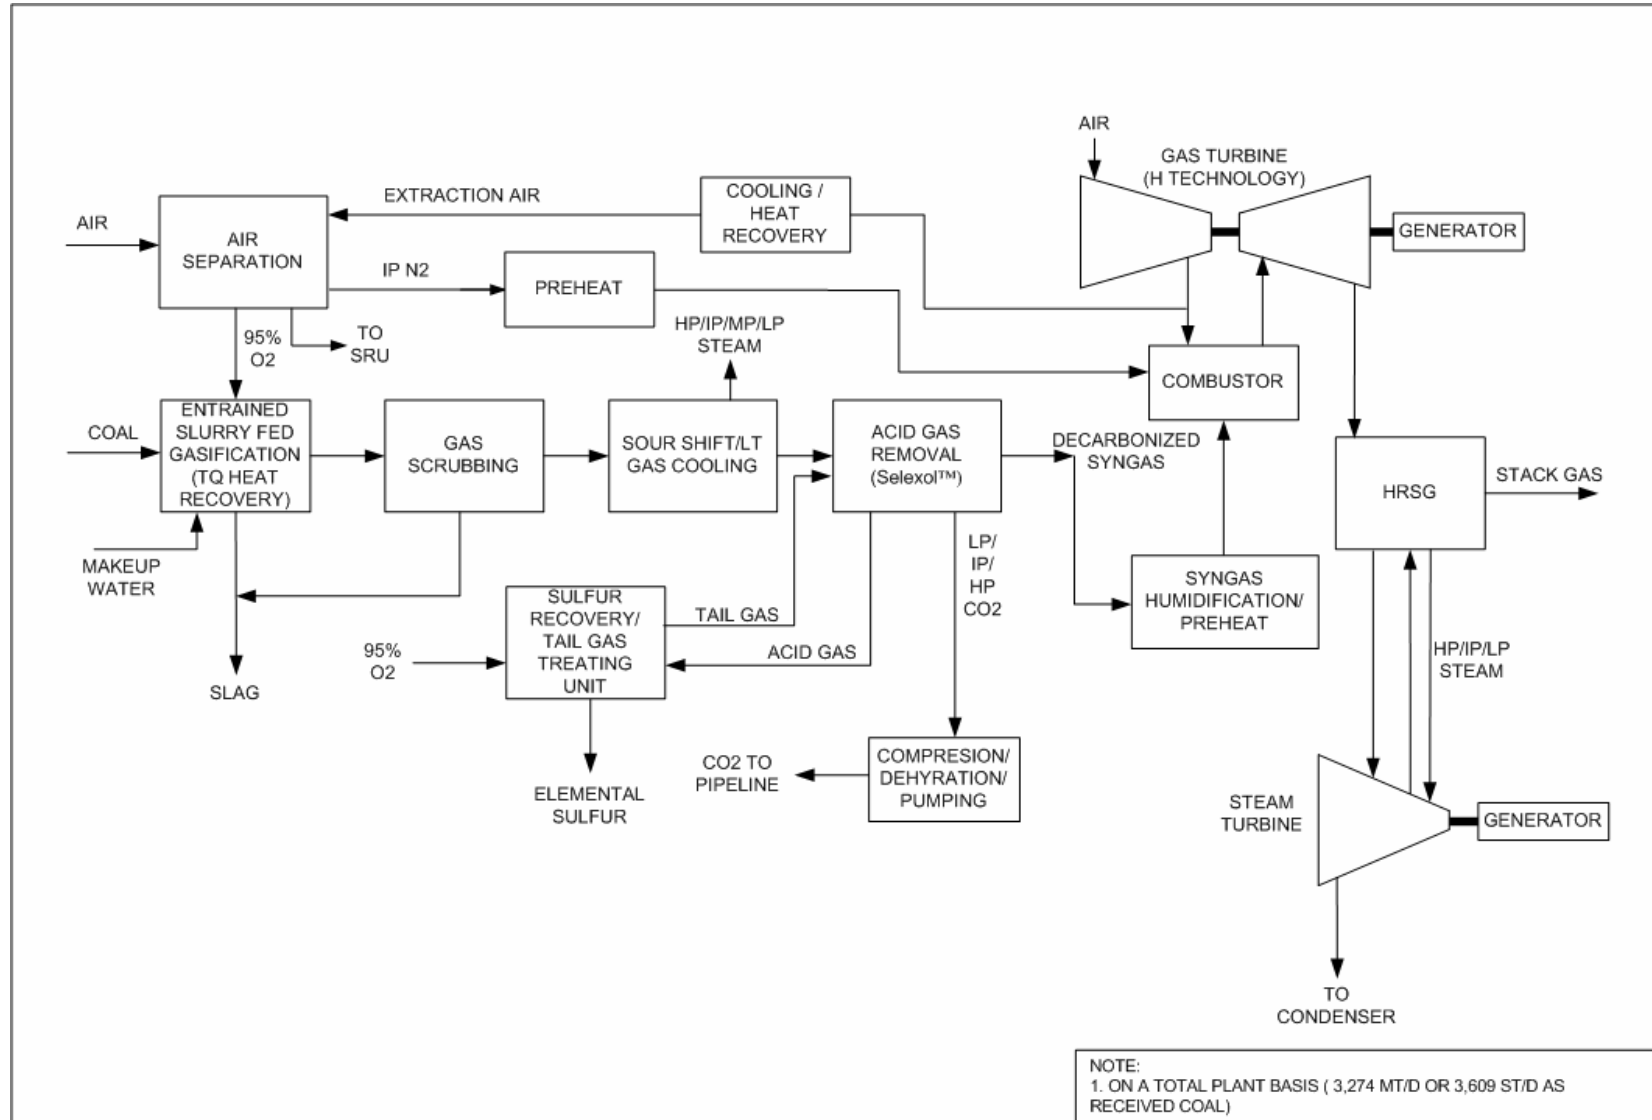 AIR
GAS TURBINE
(H TECHNOLOGY)
GENERATOR
COOLING /
HEAT
RECOVERY
EXTRACTION AIR
AIR
AIR
SEPARATION
IP N2
PREHEAT
95%
O2
TO
SRU
HP/IP/MP/LP
STEAM
COMBUSTOR
COAL
ENTRAINED
SLURRY FED
GASIFICATION
(TQ HEAT
RECOVERY)
GAS
SCRUBBING
SOUR SHIFT/LT
GAS COOLING
ACID GAS
REMOVAL
(Selexol™)
DECARBONIZED
SYNGAS
HRSG
STACK GAS
MAKEUP
WATER
LP/
IP/
HP
CO2
SYNGAS
HUMIDIFICATION/
PREHEAT
SULFUR
RECOVERY/
TAIL GAS
TREATING
UNIT
TAIL GAS
ACID GAS
95%
O2
SLAG
HP/IP/LP
STEAM
CO2 TO
PIPELINE
COMPRESION/
DEHYRATION/
PUMPING
ELEMENTAL
SULFUR
STEAM
TURBINE
GENERATOR
TO
CONDENSER
NOTE:
1. ON A TOTAL PLANT BASIS ( 3,274 MT/D OR 3,609 ST/D AS
RECEIVED COAL)